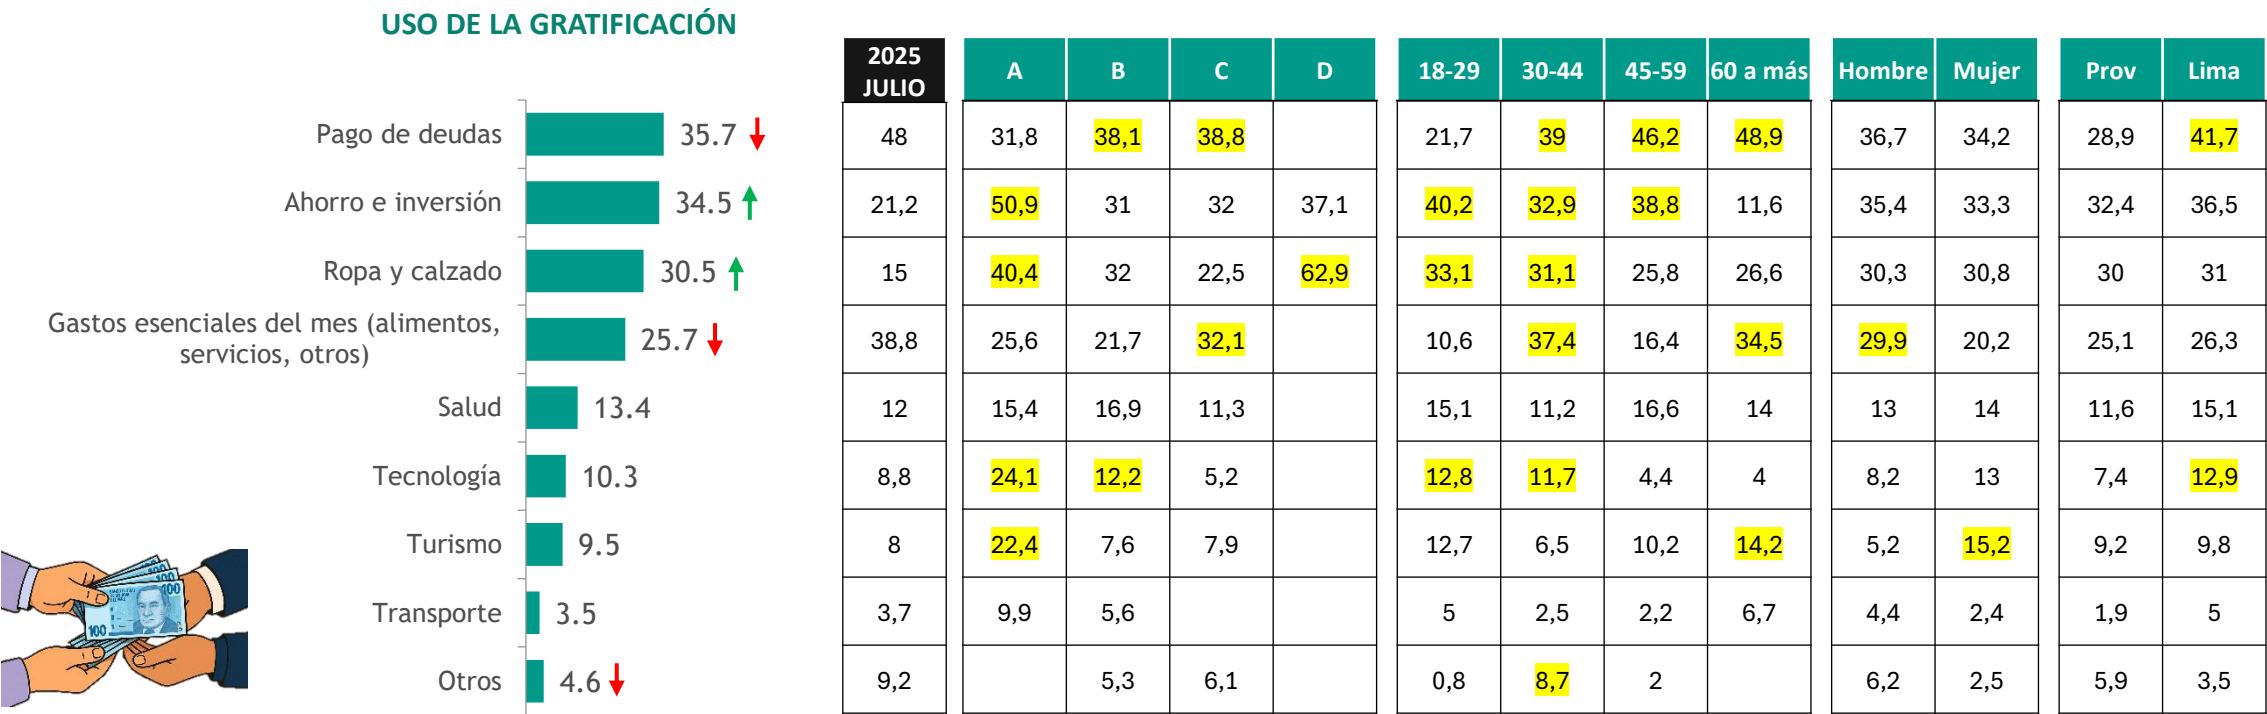 USO DE LA GRATIFICACIÓN
2025 JULIO A B C D 18-29 30-44 45-59 60 a más Hombre Mujer Prov Lima
Pago de deudas 35.7 48 31,8 38,1 38,8 21,7 39 46,2 48,9 36,7 34,2 28,9 41,7
Ahorro e inversión 34.5 21,2 50,9 31 32 37,1 40,2 32,9 38,8 11,6 35,4 33,3 32,4 36,5
Ropa y calzado 30.5 15 40,4 32 22,5 62,9 33,1 31,1 25,8 26,6 30,3 30,8 30 31
Gastos esenciales del mes (alimentos,
servicios, otros) 25.7 38,8 25,6 21,7 32,1 10,6 37,4 16,4 34,5 29,9 20,2 25,1 26,3
Salud 13.4 12 15,4 16,9 11,3 15,1 11,2 16,6 14 13 14 11,6 15,1
Tecnología 10.3 8,8 24,1 12,2 5,2 12,8 11,7 4,4 4 8,2 13 7,4 12,9
Turismo 9.5 8 22,4 7,6 7,9 12,7 6,5 10,2 14,2 5,2 15,2 9,2 9,8
Transporte 3.5 3,7 9,9 5,6 5 2,5 2,2 6,7 4,4 2,4 1,9 5
Otros 4.6 9,2 5,3 6,1 0,8 8,7 2 6,2 2,5 5,9 3,5
100
100
100
100